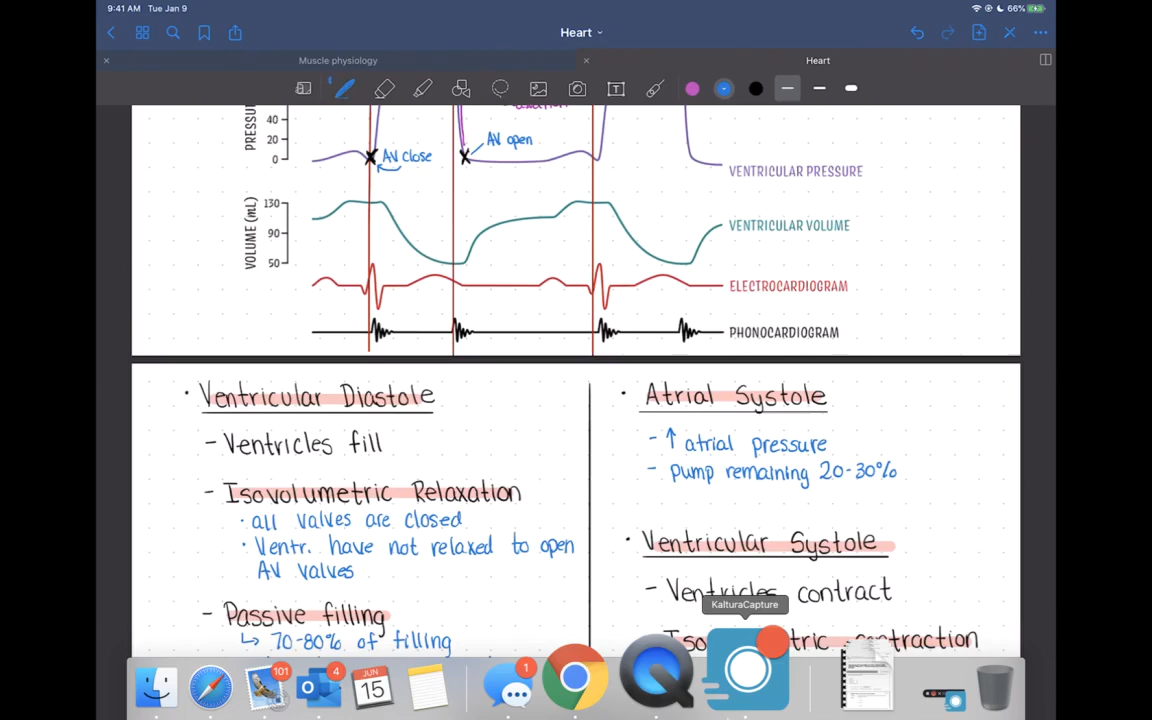 9:41 AM Tue Jan 9
66%
Heart
Muscle physiology
Heart
40
20
0
AV close
AV open
VENTRICULAR PRESSURE
VOLUME (mL)
130
90
50
VENTRICULAR VOLUME
ELECTROCARDIOGRAM
PHONOCARDIOGRAM
· Ventricular Diastole
- Ventricles fill
- Isovolumetric Relaxation
· all valves are closed
· Ventr. have not relaxed to open
AV valves
- Passive filling
↳ 70-80% of filling
· Atrial Systole
- ↑ atrial pressure
- pump remaining 20-30%
· Ventricular Systole
- Ventricles contract
KalturaCapture
101
4
JUN
15
1